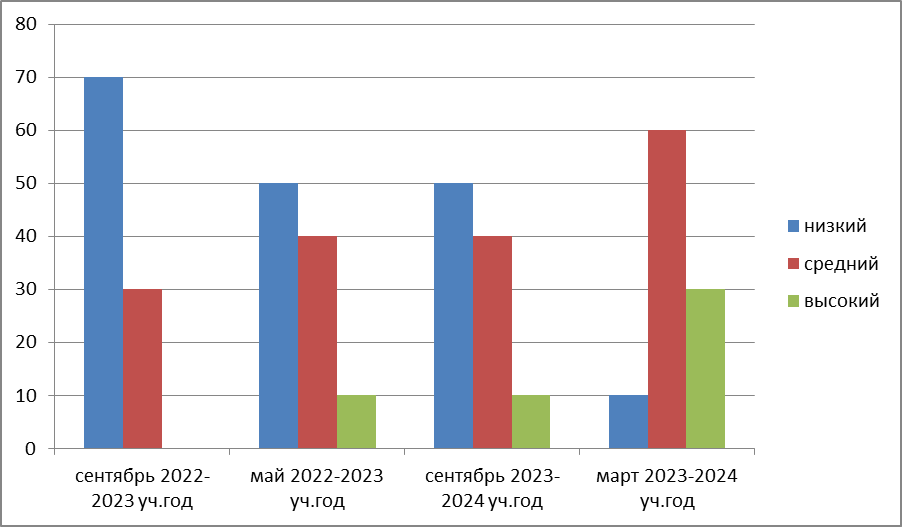 80
70
60
50
40
30
20
10
0
сентябрь 2022-
2023 уч.год
май 2022-2023
уч.год
сентябрь 2023-
2024 уч.год
март 2023-2024
уч.год
низкий
средний
высокий